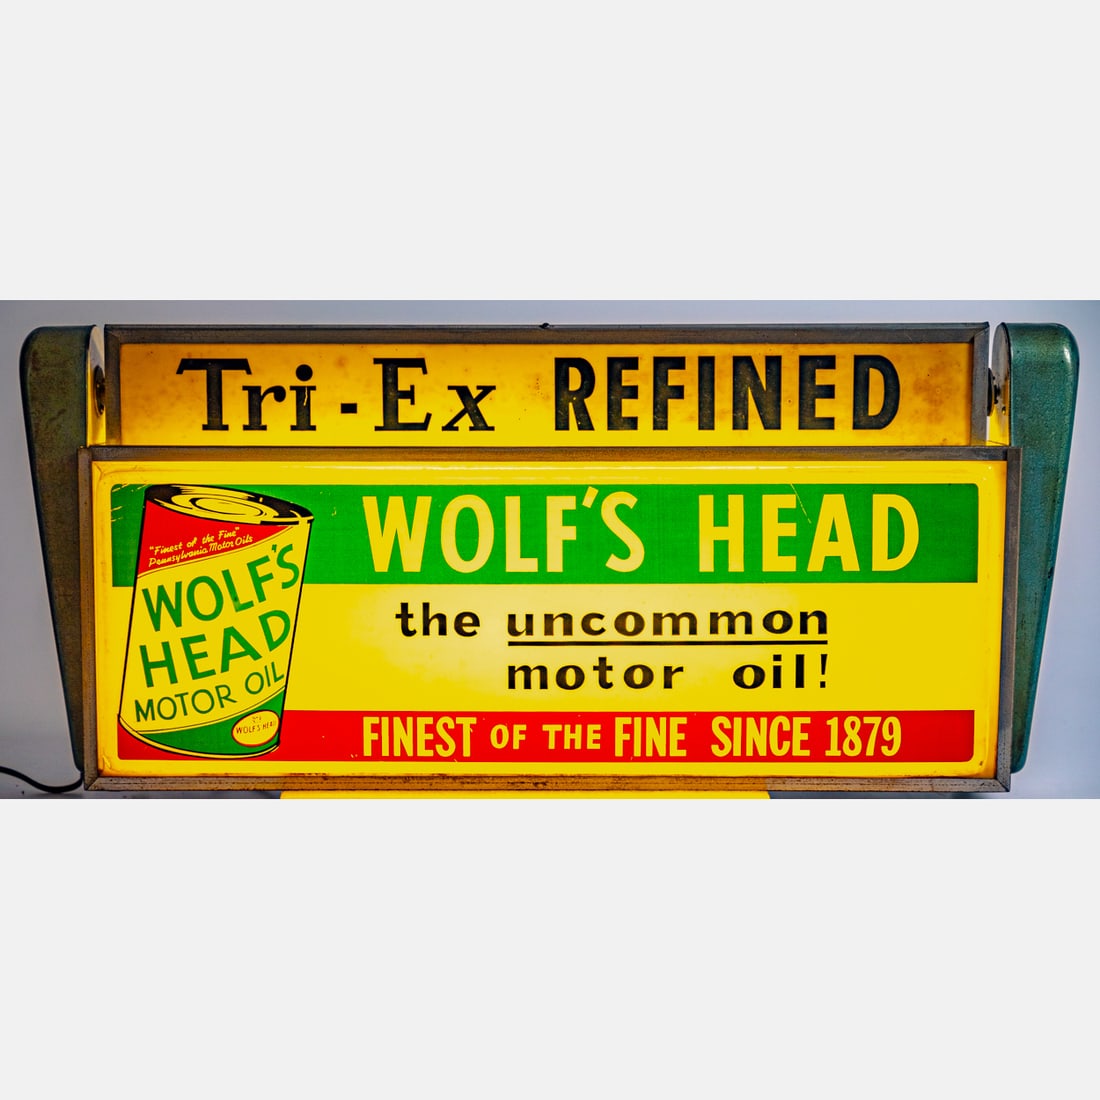 Tri-Ex REFINED
WOLF'S HEAD
the uncommon
motor oil!
FINEST OF THE FINE SINCE 1879
"Finest of the Fine"
Pennsylvania Motor Oils
WOLF'S
HEAD
MOTOR OIL
WOLF'S HEAD